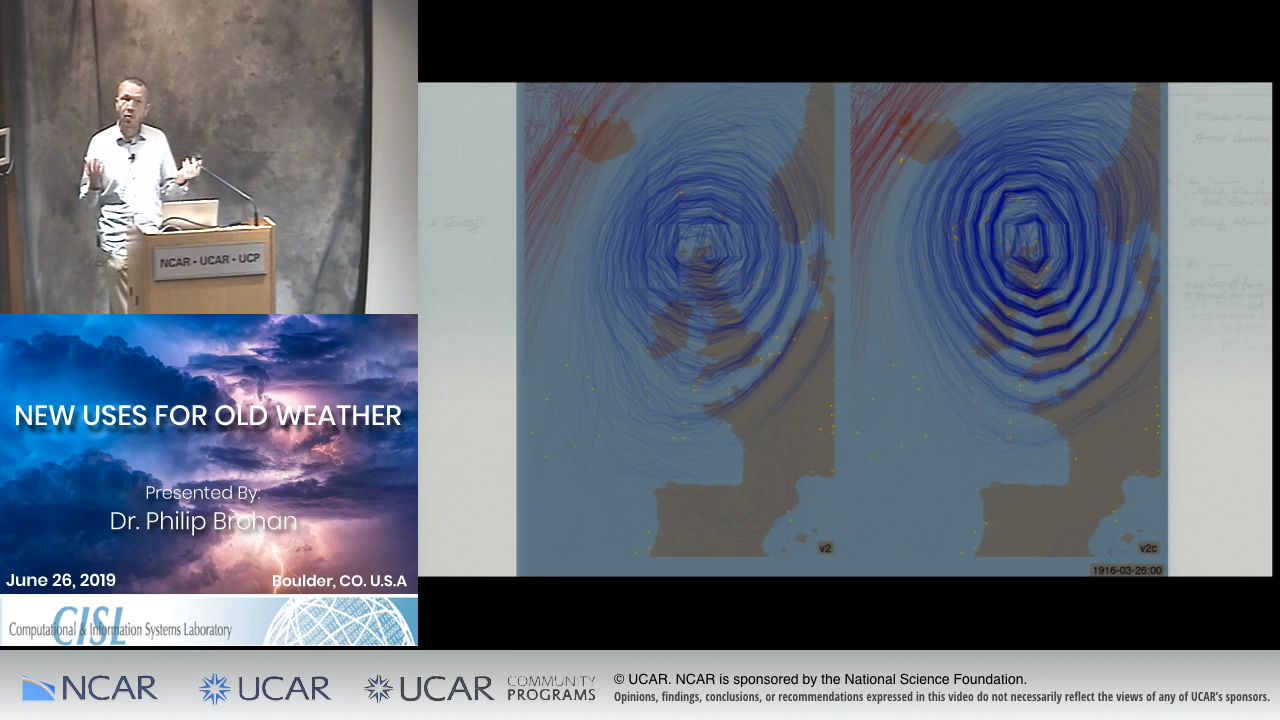 NCAR • UCAR • UCP
NEW USES FOR OLD WEATHER
Presented By:
Dr. Philip Brohan
June 26, 2019
Boulder, CO. U.S.A
CISL
Computational & Information Systems Laboratory
v2
v2c
1916-03-26:00
NCAR
UCAR
UCAR
COMMUNITY
PROGRAMS
© UCAR. NCAR is sponsored by the National Science Foundation.
Opinions, findings, conclusions, or recommendations expressed in this video do not necessarily reflect the views of any of UCAR's sponsors.